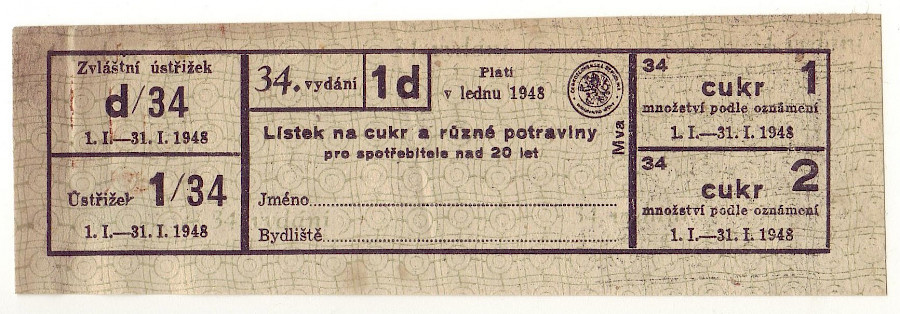 Zvláštní ústřižek
d/34
1. I.—31. I. 1948
Ústřižek 1/34
1. I.—31. I. 1948
34. vydání 1d
Platí
v lednu 1948
Lístek na cukr a různé potraviny
pro spotřebitele nad 20 let
Jméno
Bydliště
Mva
34 1
cukr
množství podle oznámení
1. I.—31. I. 1948
34 2
cukr
množství podle oznámení
1. I.—31. I. 1948
34. vydání